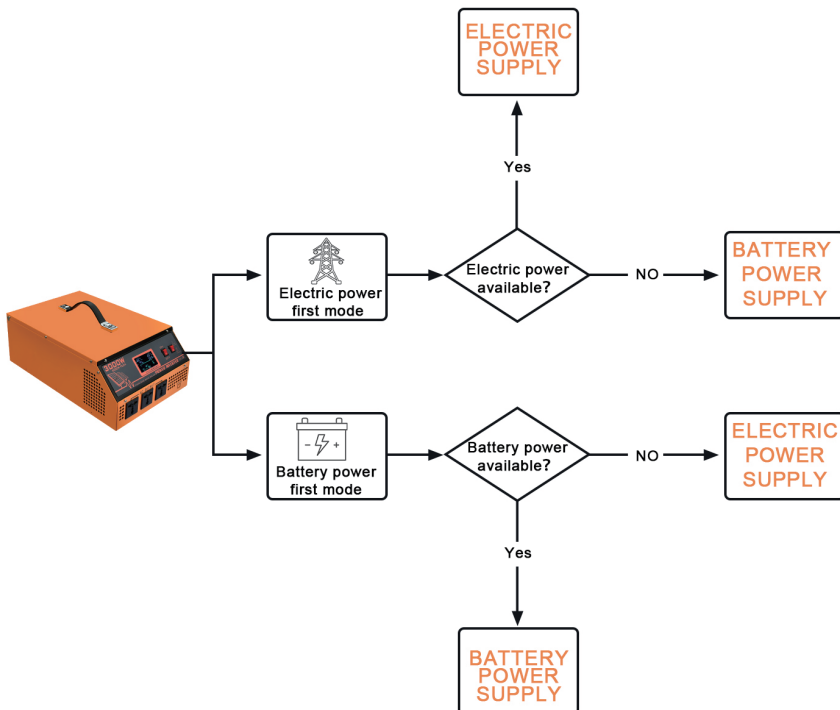 ELECTRIC
POWER
SUPPLY
Yes
Electric power
first mode
Electric power
available?
NO
BATTERY
POWER
SUPPLY
3000W
- +
Battery power
first mode
Battery power
available?
NO
ELECTRIC
POWER
SUPPLY
Yes
BATTERY
POWER
SUPPLY